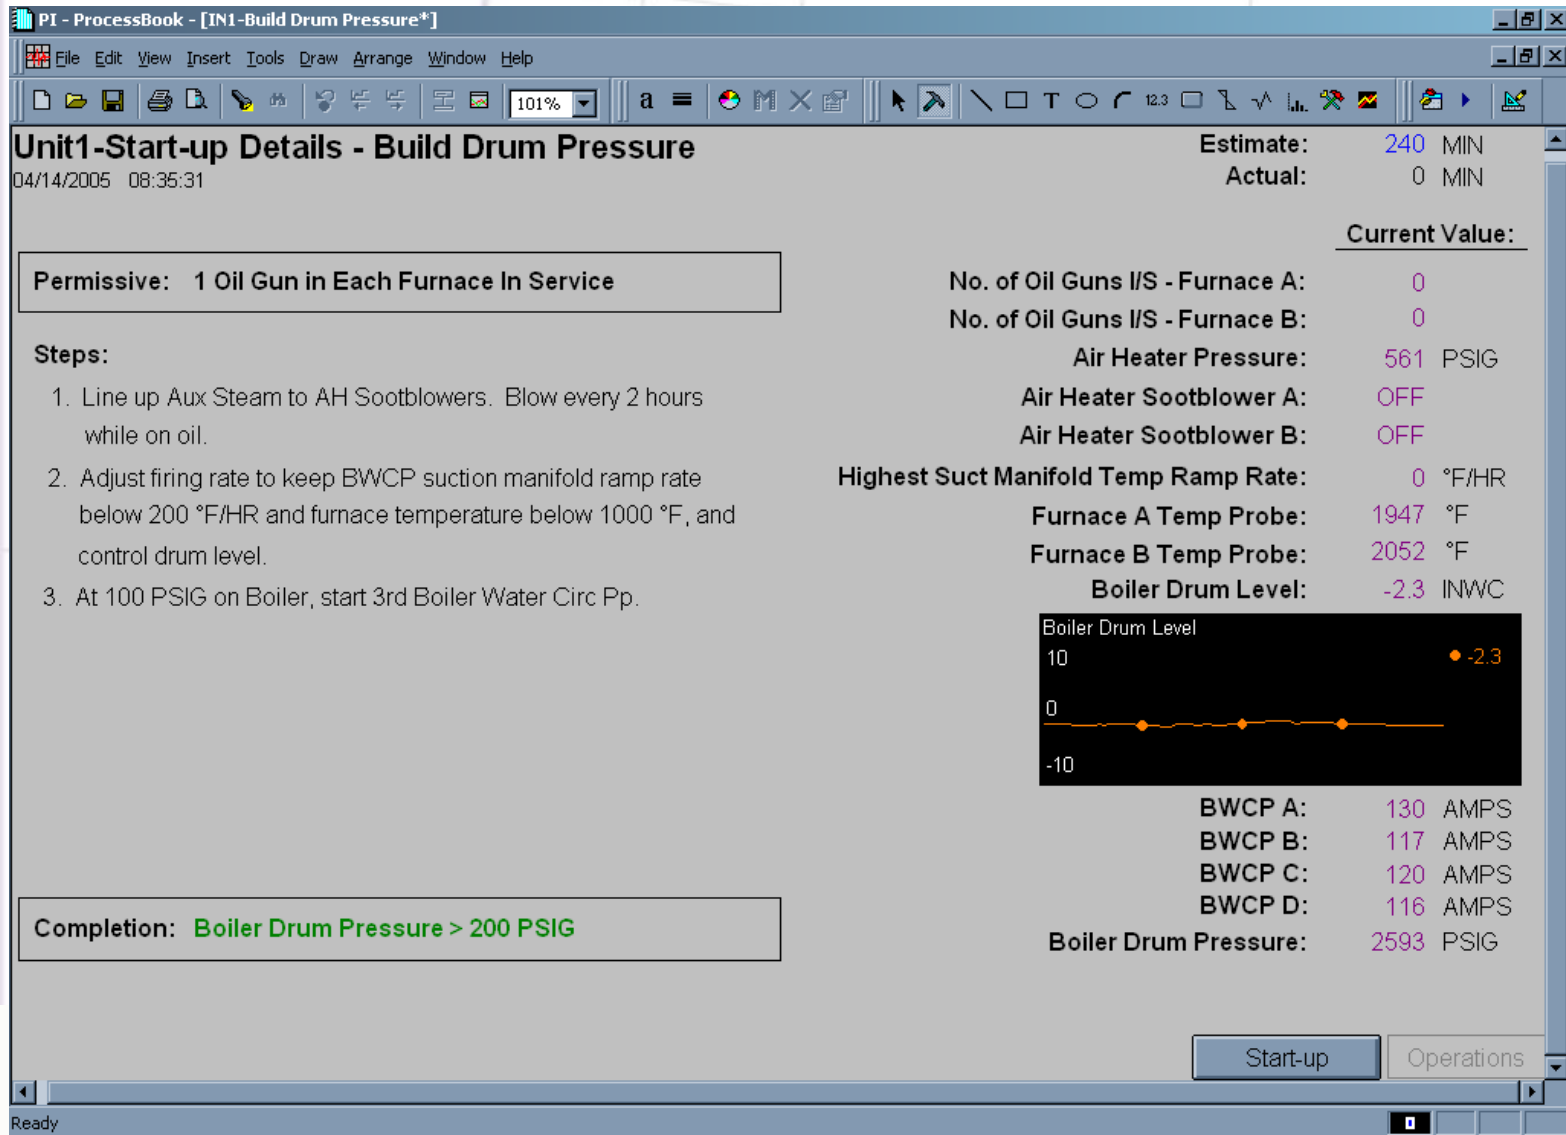 PI - ProcessBook - [IN1-Build Drum Pressure*]
File Edit View Insert Tools Draw Arrange Window Help
101% a T 12.3
Unit1-Start-up Details - Build Drum Pressure
04/14/2005 08:35:31
Estimate: 240 MIN
Actual: 0 MIN
Current Value:
Permissive: 1 Oil Gun in Each Furnace In Service
Steps:
1. Line up Aux Steam to AH Sootblowers. Blow every 2 hours
while on oil.
2. Adjust firing rate to keep BWCP suction manifold ramp rate
below 200 °F/HR and furnace temperature below 1000 °F, and
control drum level.
3. At 100 PSIG on Boiler, start 3rd Boiler Water Circ Pp.
Completion: Boiler Drum Pressure > 200 PSIG
No. of Oil Guns I/S - Furnace A: 0
No. of Oil Guns I/S - Furnace B: 0
Air Heater Pressure: 561 PSIG
Air Heater Sootblower A: OFF
Air Heater Sootblower B: OFF
Highest Suct Manifold Temp Ramp Rate: 0 °F/HR
Furnace A Temp Probe: 1947 °F
Furnace B Temp Probe: 2052 °F
Boiler Drum Level: -2.3 INWC
Boiler Drum Level
10
-2.3
0
-10
BWCP A: 130 AMPS
BWCP B: 117 AMPS
BWCP C: 120 AMPS
BWCP D: 116 AMPS
Boiler Drum Pressure: 2593 PSIG
Start-up Operations
Ready